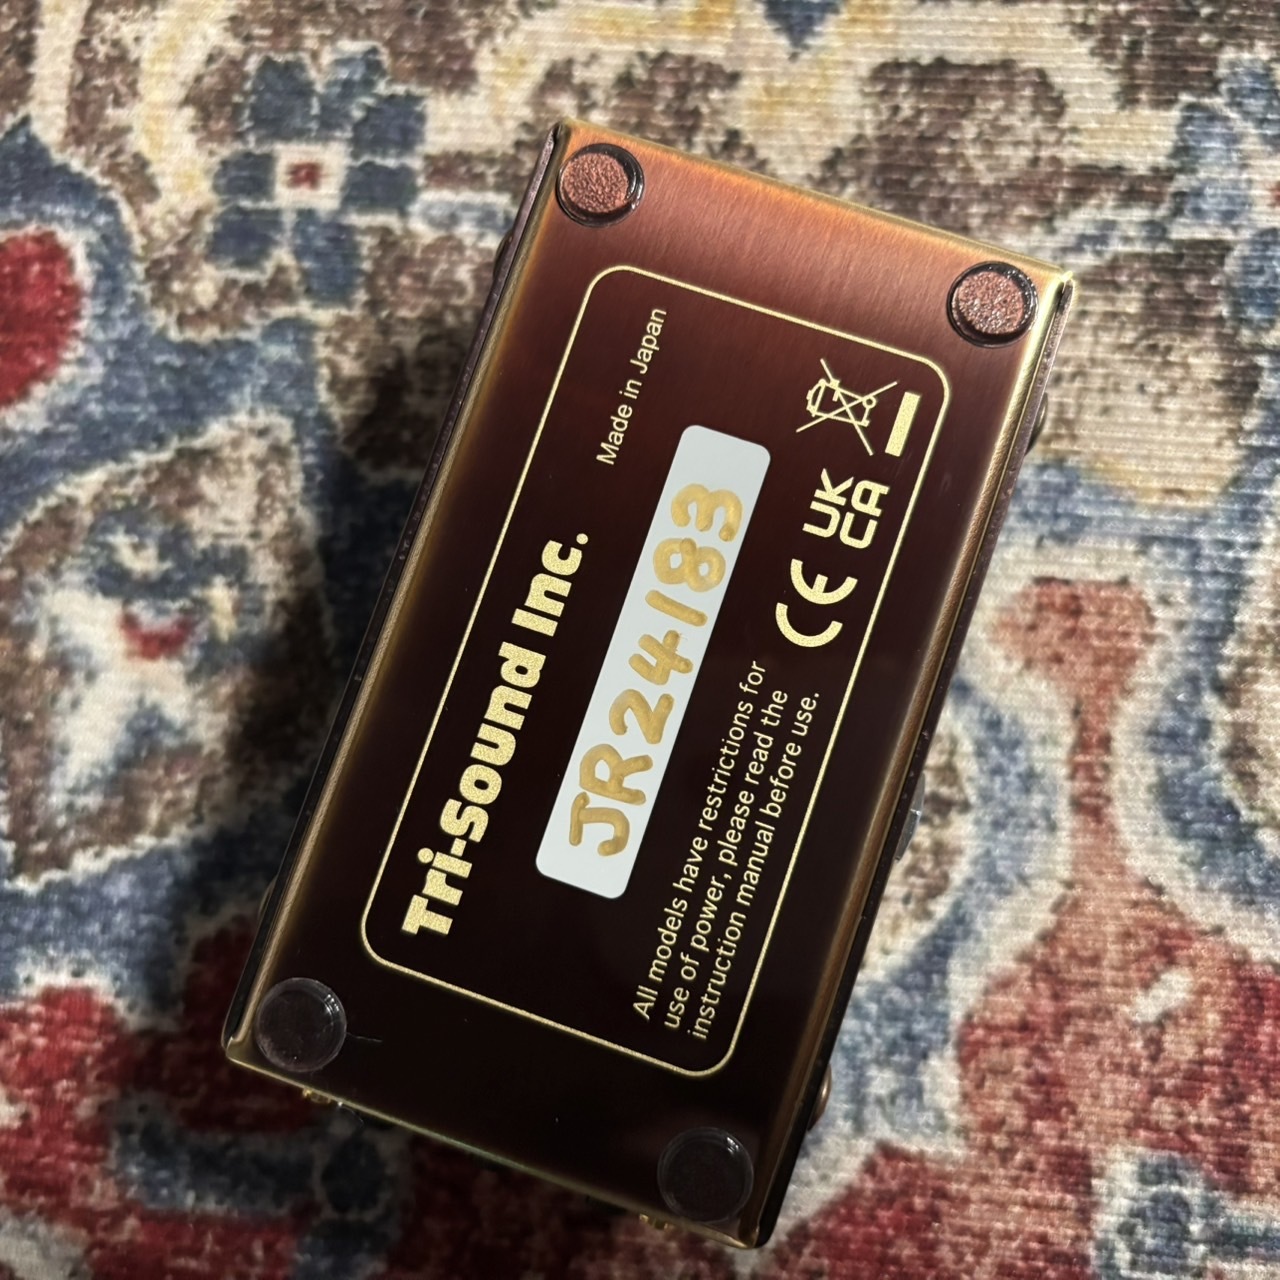 Made in Japan
Tri-Sound Inc.
JR24183
All models have restrictions for
use of power, please read the
instruction manual before use.
CE
UK
CA